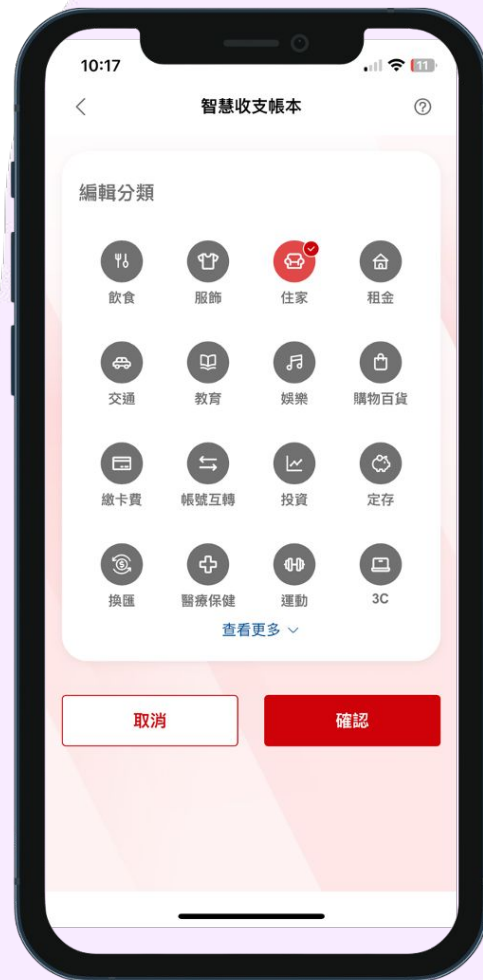 10:17
11
智慧收支帳本
編輯分類
飲食 服飾 住家 租金
交通 教育 娛樂 購物百貨
繳卡費 帳號互轉 投資 定存
換匯 醫療保健 運動 3C
查看更多
取消 確認